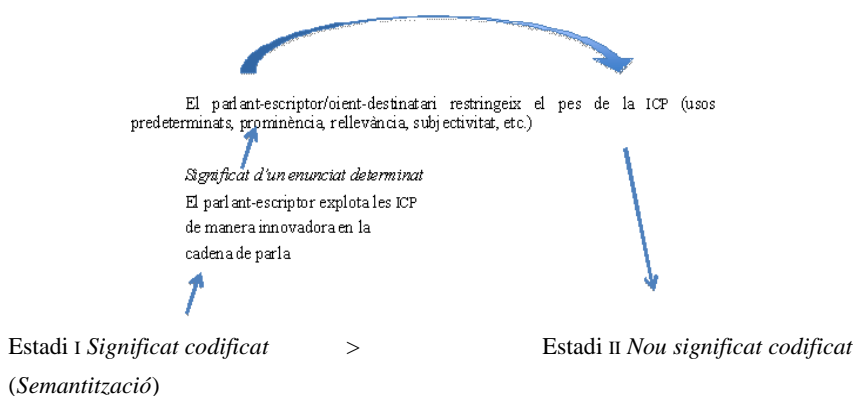 El parlant-escriptor/oient-destinatari restringeix el pes de la ICP (usos
predeterminats, prominència, rellevància, subjectivitat, etc.)
Significat d'un enunciat determinat
El parlant-escriptor explota les ICP
de manera innovadora en la
cadena de parla
Estadi I Significat codificat > Estadi II Nou significat codificat
(Semantització)